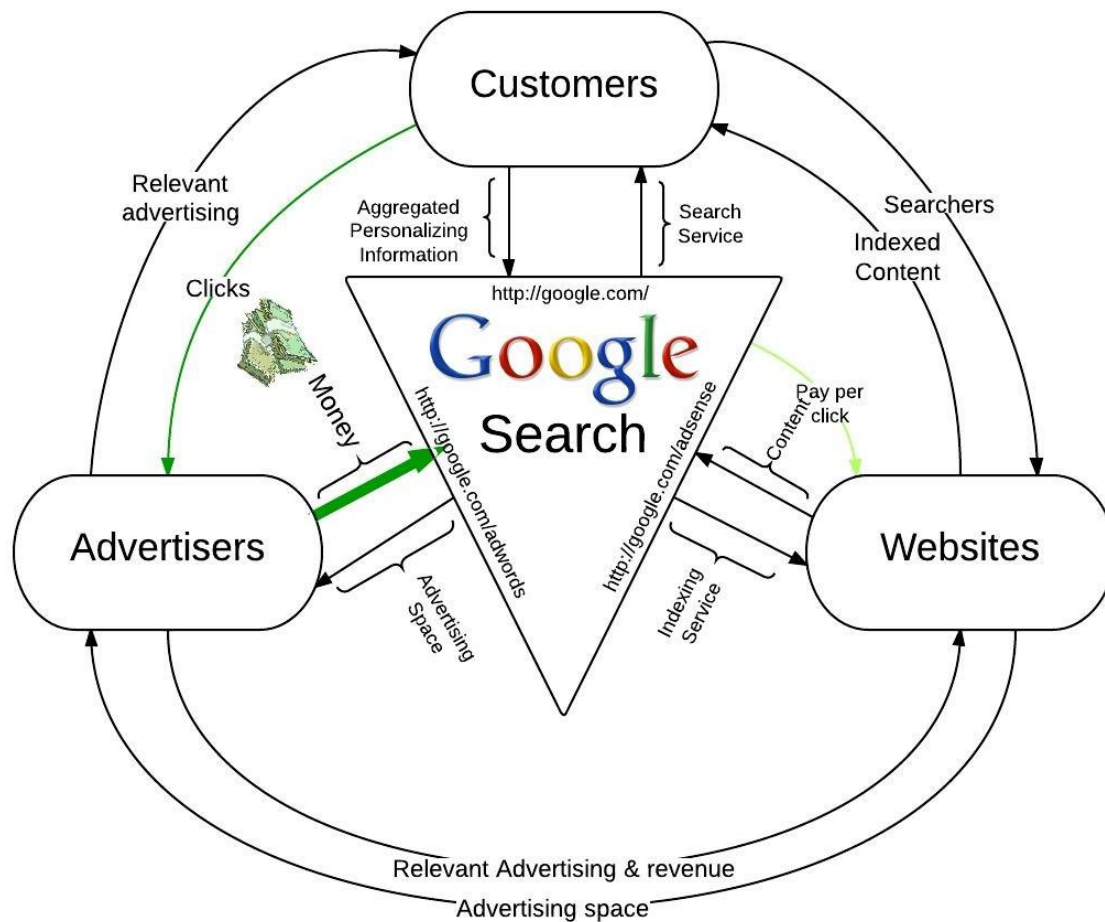 Customers
Relevant
advertising
Clicks
Aggregated
Personalizing
Information
Search
Service
Searchers
Indexed
Content
http://google.com/
Google
Search
http://google.com/adwords
http://google.com/adsense
Money
Pay per
click
Content
Advertisers
Websites
Advertising
Space
Indexing
Service
Relevant Advertising & revenue
Advertising space